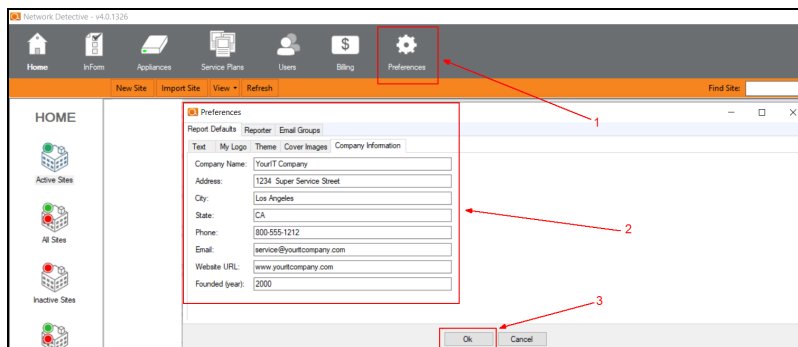 Network Detective - v4.0.1326
Home InForm Appliances Service Plans Users Billing Preferences
New Site Import Site View Refresh Find Site:
HOME
Active Sites
All Sites
Inactive Sites
Preferences
Report Defaults Reporter Email Groups
Text My Logo Theme Cover Images Company Information
Company Name: YourIT Company
Address: 1234 Super Service Street
City: Los Angeles
State: CA
Phone: 800-555-1212
Email: service@youritcompany.com
Website URL: www.youritcompany.com
Founded (year): 2000
Ok Cancel
1
2
3